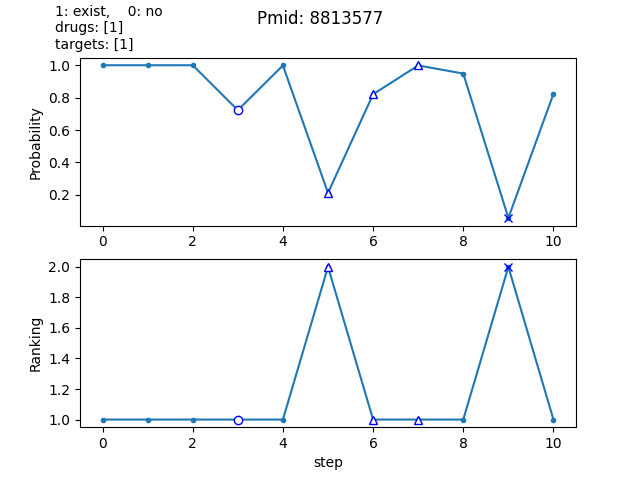 1: exist,    0: no
drugs: [1]
targets: [1]
Pmid: 8813577
1.0
0.8
0.6
0.4
0.2
Probability
0 2 4 6 8 10
2.0
1.8
1.6
1.4
1.2
1.0
Ranking
0 2 4 6 8 10
step